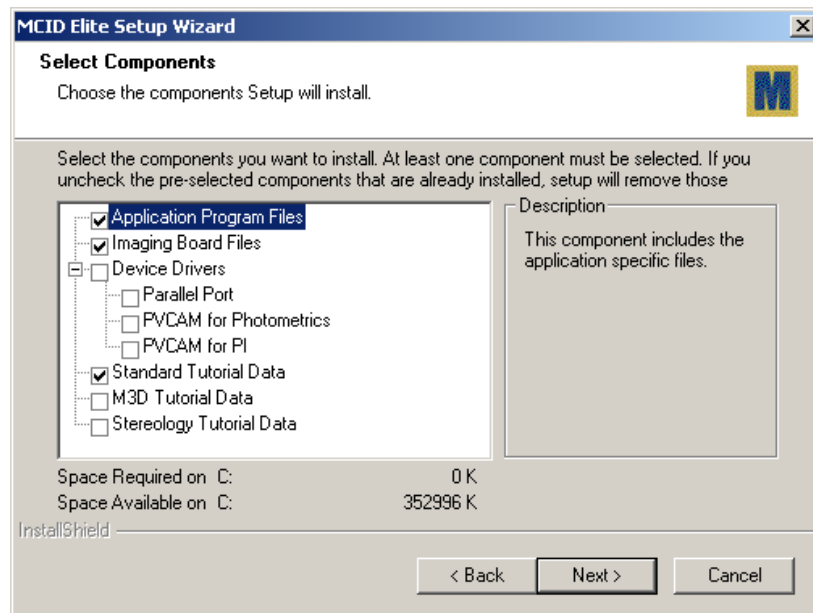 MCID Elite Setup Wizard
Select Components
Choose the components Setup will install.
M
Select the components you want to install. At least one component must be selected. If you
uncheck the pre-selected components that are already installed, setup will remove those
Application Program Files
Imaging Board Files
Device Drivers
Parallel Port
PVCAM for Photometrics
PVCAM for PI
Standard Tutorial Data
M3D Tutorial Data
Stereology Tutorial Data
Description
This component includes the
application specific files.
Space Required on C: 0 K
Space Available on C: 352996 K
InstallShield
< Back Next > Cancel